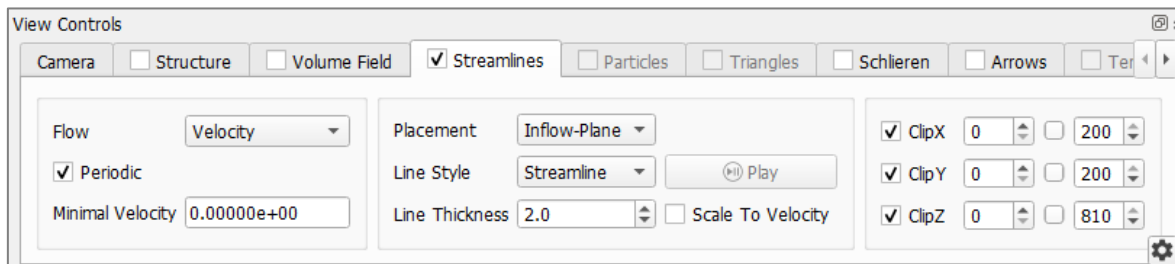 View Controls
Camera Structure Volume Field Streamlines Particles Triangles Schlieren Arrows Ter
Flow Velocity Placement Inflow-Plane ClipX 0 200
Periodic Line Style Streamline Play ClipY 0 200
Minimal Velocity 0.00000e+00 Line Thickness 2.0 Scale To Velocity ClipZ 0 810